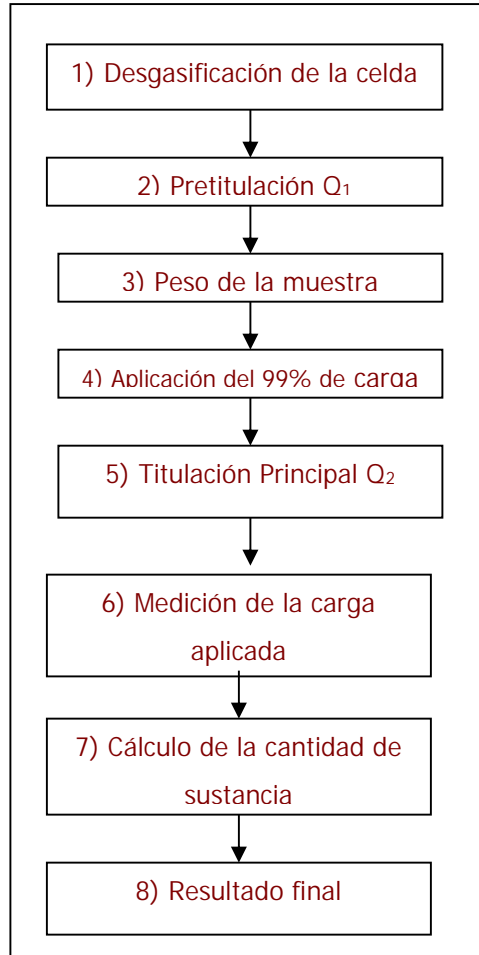 1) Desgasificación de la celda
2) Pretitulación Q₁
3) Peso de la muestra
4) Aplicación del 99% de carga
5) Titulación Principal Q₂
6) Medición de la carga
aplicada
7) Cálculo de la cantidad de
sustancia
8) Resultado final